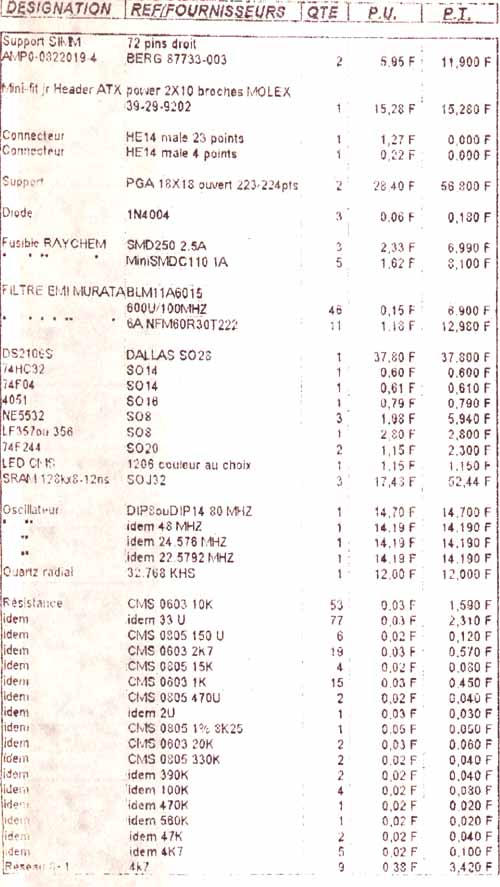 DESIGNATION REF/FOURNISSEURS QTE P.U. P.T.
Support SIMM 72 pins droit
AMP0-0822019-4 BERG 87733-003 2 5,95 F 11,900 F
Mini-fit jr Header ATX power 2X10 broches MOLEX
39-29-9202 1 15,28 F 15,280 F
Connecteur HE14 male 23 points 1 1,27 F 0,000 F
Connecteur HE14 male 4 points 1 0,22 F 0.000 F
Support PGA 18X18 ouvert 223-224pts 2 28.40 F 56 800 F
Diode 1N4004 3 0.06 F 0,180 F
Fusible RAYCHEM SMD250 2.5A 3 2,33 F 6,990 F
" " " " MiniSMDC110 1A 5 1,62 F 8,100 F
FILTRE EMI MURATA BLM11A601S
600U/100MHZ 46 0,15 F 6.900 F
" " " " " 6A NFM60R30T222 11 1.18 F 12,980 F
DS2106S DALLAS SO28 1 37,80 F 37.800 F
74HC32 SO14 1 0.60 F 0.600 F
74F04 SO14 1 0,61 F 0,610 F
4051 SO16 1 0,79 F 0.790 F
NE5532 SO8 3 1,98 F 5,940 F
LF357ou 356 SO8 1 2,80 F 2,800 F
74F244 SO20 2 1,15 F 2,300 F
LED CMS 1206 couleur au choix 1 1,15 F 1,150 F
SRAM 128kx8-12ns SOJ32 3 17,48 F 52,44 F
Oscillateur DIP8ouDIP14 80 MHZ 1 14,70 F 14,700 F
" " idem 48 MHZ 1 14.19 F 14,190 F
" idem 24.576 MHZ 1 14,19 F 14,190 F
" idem 22.5792 MHZ 1 14.19 F 14.190 F
Quartz radial 32.768 KHS 1 12,00 F 12,000 F
Résistance CMS 0603 10K 53 0.03 F 1,590 F
idem idem 33 U 77 0,03 F 2,310 F
idem CMS 0805 150 U 6 0,02 F 0,120 F
idem CMS 0603 2K7 19 0,03 F 0,570 F
idem CMS 0805 15K 4 0,02 F 0.080 F
idem CMS 0603 1K 15 0,03 F 0.450 F
idem CMS 0805 470U 2 0,02 F 0,040 F
idem idem 2U 1 0,03 F 0,030 F
idem CMS 0805 1% 8K25 1 0.05 F 0.050 F
idem CMS 0603 20K 2 0,03 F 0.060 F
idem CMS 0805 330K 2 0.02 F 0,040 F
idem idem 390K 2 0,02 F 0,040 F
idem idem 100K 4 0,02 F 0,080 F
idem idem 470K 1 0,02 F 0 020 F
idem idem 560K 1 0,02 F 0,020 F
idem idem 47K 2 0,02 F 0,040 F
idem idem 4K7 5 0,02 F 0,100 F
Reseau 8-1 4k7 9 0 38 F 3,420 F